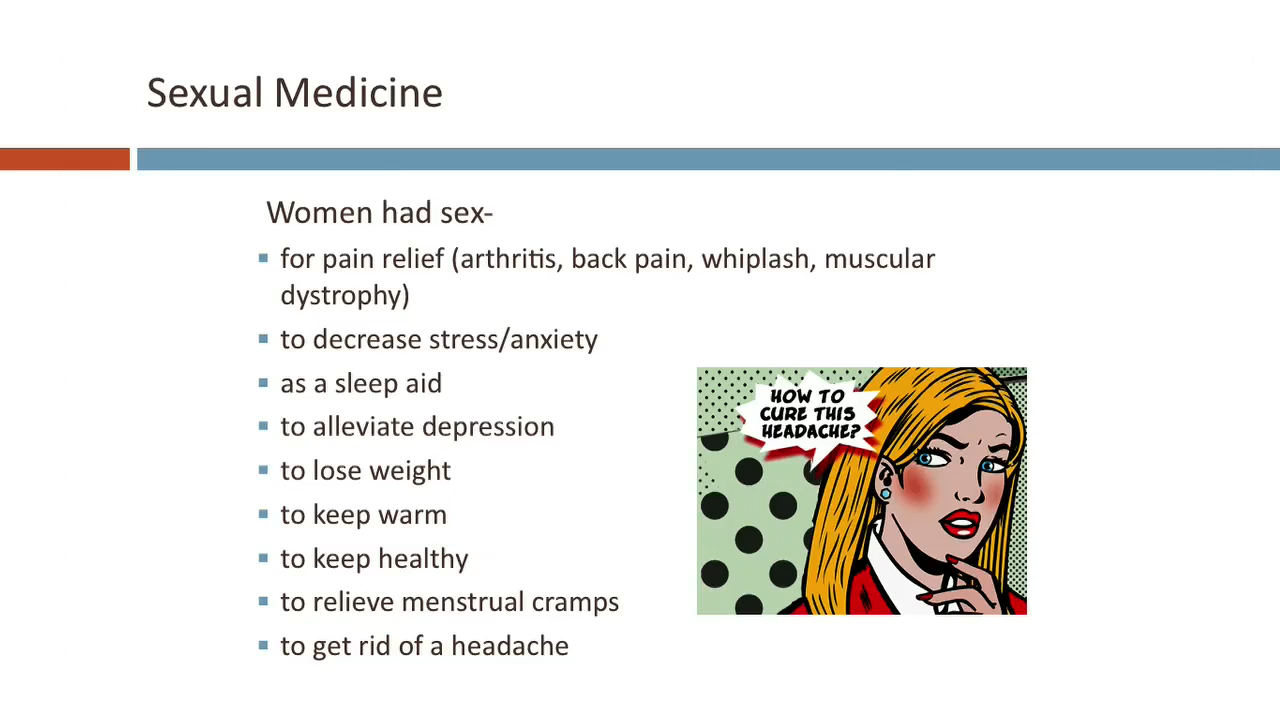 Sexual Medicine
Women had sex-
for pain relief (arthritis, back pain, whiplash, muscular
dystrophy)
to decrease stress/anxiety
as a sleep aid
to alleviate depression
to lose weight
to keep warm
to keep healthy
to relieve menstrual cramps
to get rid of a headache
HOW TO
CURE THIS
HEADACHE?